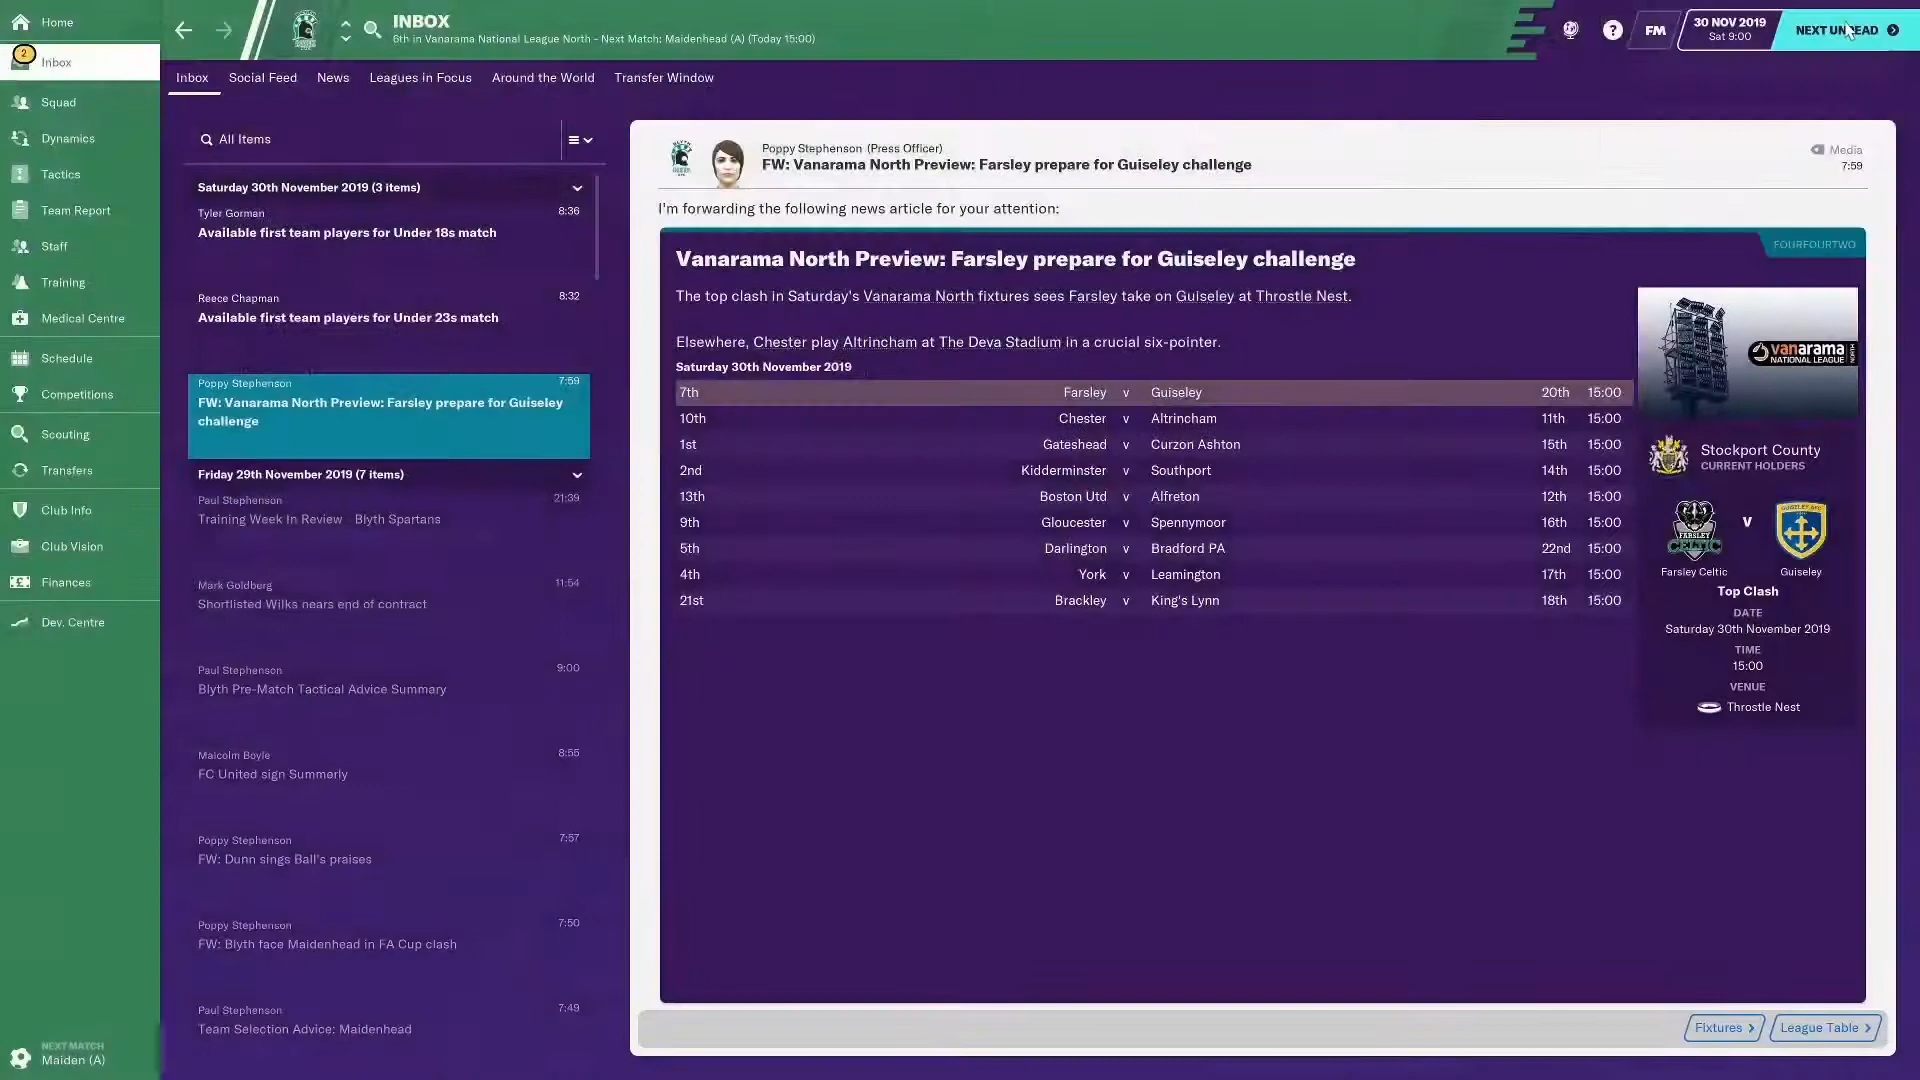 Home
INBOX
6th in Vanarama National League North - Next Match: Maidenhead (A) (Today 15:00)
FM
30 NOV 2019
Sat 9:00
2
Inbox
Squad
Dynamics
Tactics
Team Report
Staff
Training
Medical Centre
Schedule
Competitions
Scouting
Transfers
Club Info
Club Vision
Finances
Dev. Centre
NEXT MATCH
Maiden (A)
Inbox Social Feed News Leagues in Focus Around the World Transfer Window
All Items
Saturday 30th November 2019 (3 items)
Tyler Gorman 8:36
Available first team players for Under 18s match
Reece Chapman 8:32
Available first team players for Under 23s match
Poppy Stephenson 7:59
FW: Vanarama North Preview: Farsley prepare for Guiseley
challenge
Friday 29th November 2019 (7 items)
Paul Stephenson 21:39
Training Week In Review Blyth Spartans
Mark Goldberg 11:54
Shortlisted Wilks nears end of contract
Paul Stephenson 9:00
Blyth Pre-Match Tactical Advice Summary
Malcolm Boyle 8:55
FC United sign Summerly
Poppy Stephenson 7:57
FW: Dunn sings Ball's praises
Poppy Stephenson 7:50
FW: Blyth face Maidenhead in FA Cup clash
Paul Stephenson 7:49
Team Selection Advice: Maidenhead
Poppy Stephenson (Press Officer)
FW: Vanarama North Preview: Farsley prepare for Guiseley challenge
Media
7:59
I'm forwarding the following news article for your attention:
FOURFOURTWO
Vanarama North Preview: Farsley prepare for Guiseley challenge
The top clash in Saturday's Vanarama North fixtures sees Farsley take on Guiseley at Throstle Nest.
Elsewhere, Chester play Altrincham at The Deva Stadium in a crucial six-pointer.
Saturday 30th November 2019
7th Farsley v Guiseley 20th 15:00
10th Chester v Altrincham 11th 15:00
1st Gateshead v Curzon Ashton 15th 15:00
2nd Kidderminster v Southport 14th 15:00
13th Boston Utd v Alfreton 12th 15:00
9th Gloucester v Spennymoor 16th 15:00
5th Darlington v Bradford PA 22nd 15:00
4th York v Leamington 17th 15:00
21st Brackley v King's Lynn 18th 15:00
vanarama
NATIONAL LEAGUE NORTH
Stockport County
CURRENT HOLDERS
FARSLEY
CELTIC
v
GUISELEY AFC
Farsley Celtic Guiseley
Top Clash
DATE
Saturday 30th November 2019
TIME
15:00
VENUE
Throstle Nest
Fixtures
League Table